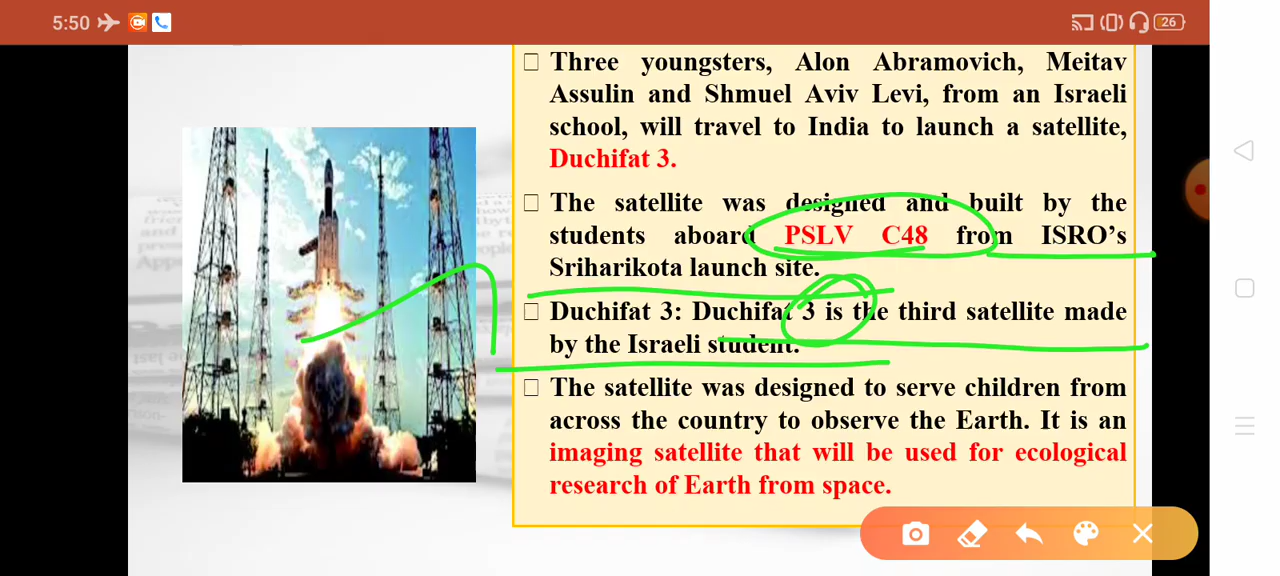 5:50
26
□ Three youngsters, Alon Abramovich, Meitav
Assulin and Shmuel Aviv Levi, from an Israeli
school, will travel to India to launch a satellite,
Duchifat 3.
□ The satellite was designed and built by the
students aboard PSLV C48 from ISRO's
Sriharikota launch site.
□ Duchifat 3: Duchifat 3 is the third satellite made
by the Israeli student.
□ The satellite was designed to serve children from
across the country to observe the Earth. It is an
imaging satellite that will be used for ecological
research of Earth from space.